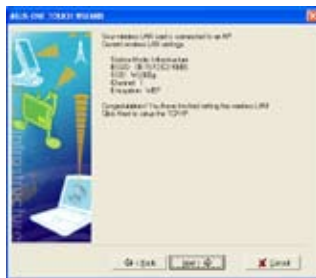 ASUS ONE TOUCH WIZARD
Your wireless LAN card is connected to an AP.
Current wireless LAN settings:
Station Mode: Infrastructure
BSSID:
SSID:
Channel: 1
Encryption: WEP
Congratulations! You have finished setting the wireless LAN!
Click Next to setup the TCP/IP.
Infrastructure
< Back
Next >
Cancel